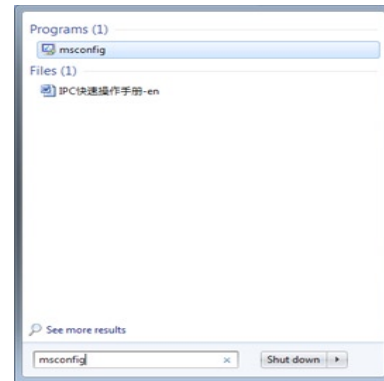 Programs (1)
msconfig
Files (1)
IPC快速操作手册-en
See more results
msconfig
Shut down